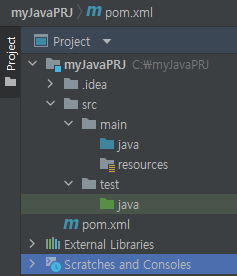 myJavaPRJ > pom.xml
Project
Project
myJavaPRJ C:₩myJavaPRJ
.idea
src
main
java
resources
test
java
pom.xml
External Libraries
Scratches and Consoles